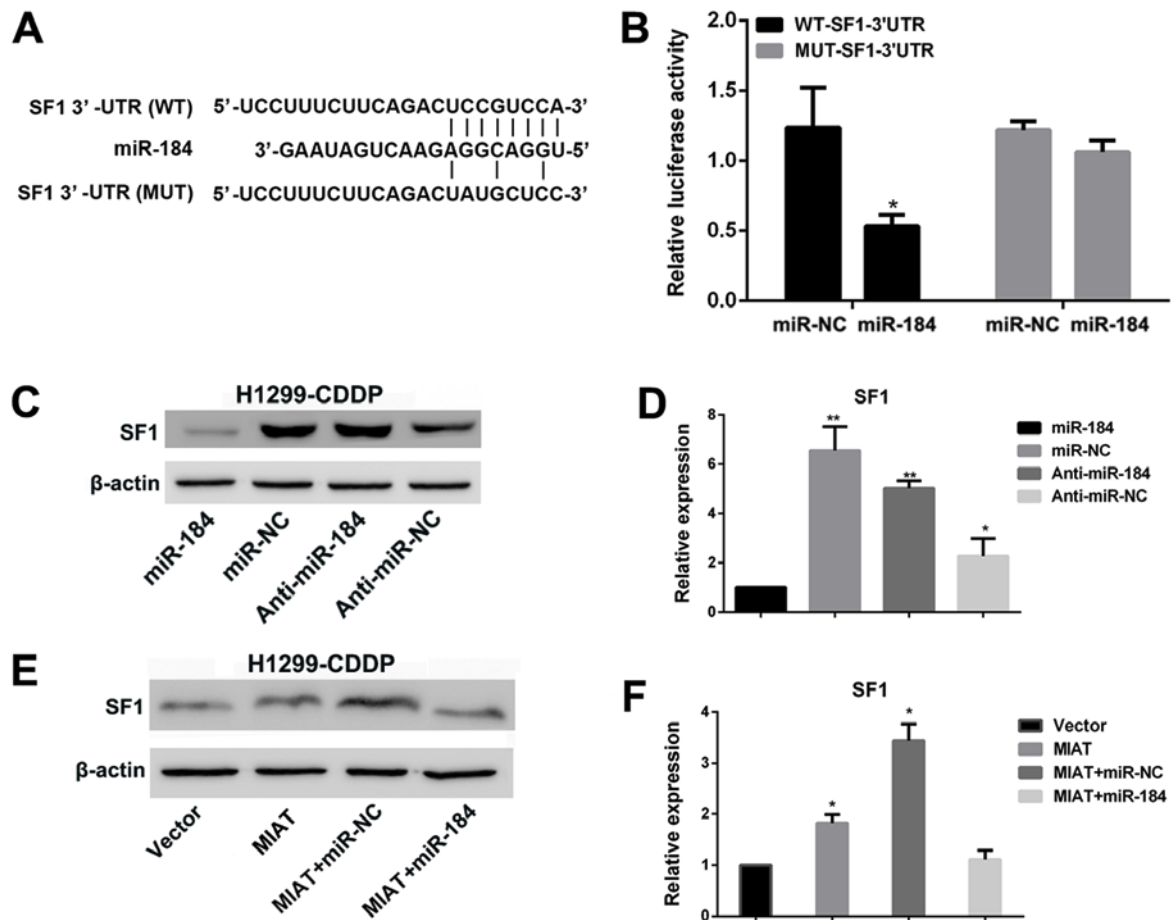 A
SF1 3’ -UTR (WT) 5’-UCCUUUCUUCAGACUCCGUCCA-3’
miR-184 3’-GAAUAGUCAAGAGGCAGGU-5’
SF1 3’ -UTR (MUT) 5’-UCCUUUCUUCAGACUAUGCUCC-3’
B
WT-SF1-3'UTR
MUT-SF1-3'UTR
Relative luciferase activity
2.0
1.5
1.0
0.5
0.0
*
miR-NC miR-184 miR-NC miR-184
C
H1299-CDDP
SF1
β-actin
miR-184
miR-NC
Anti-miR-184
Anti-miR-NC
D
SF1
Relative expression
8
6
4
2
0
**
**
*
miR-184
miR-NC
Anti-miR-184
Anti-miR-NC
E
H1299-CDDP
SF1
β-actin
Vector
MIAT
MIAT+miR-NC
MIAT+miR-184
F
SF1
Relative expression
4
3
2
1
0
*
*
Vector
MIAT
MIAT+miR-NC
MIAT+miR-184